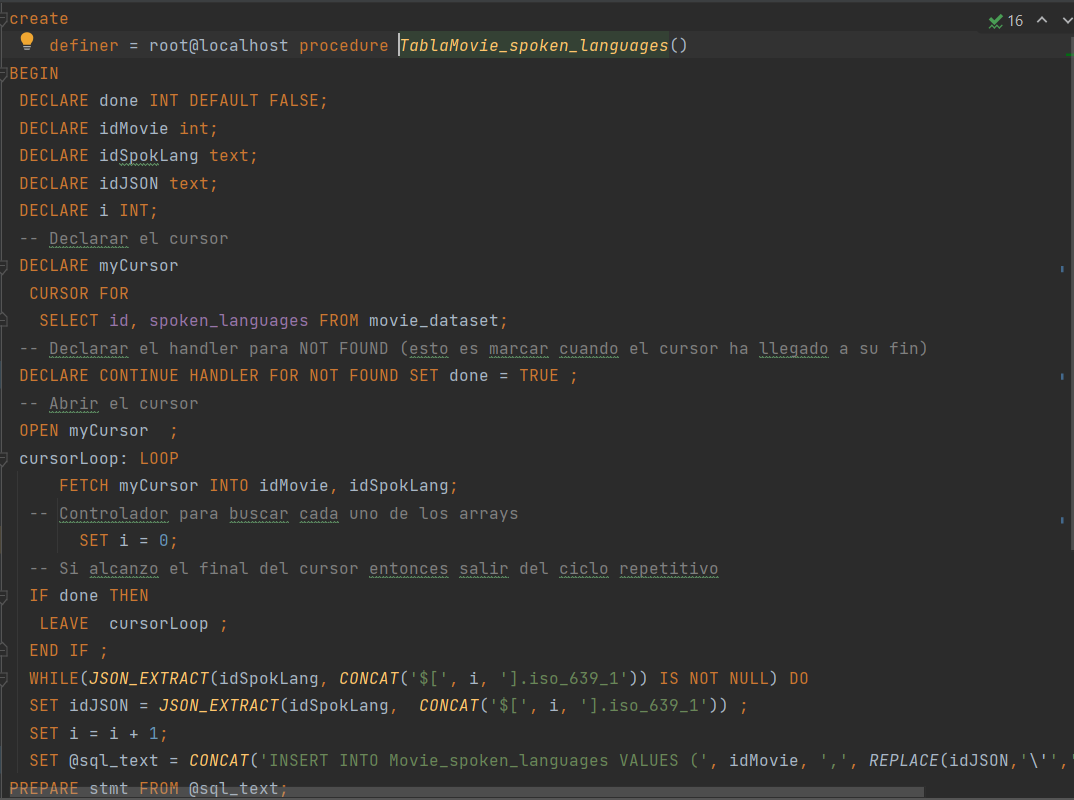 create
16
definer = root@localhost procedure TablaMovie_spoken_languages()
BEGIN
DECLARE done INT DEFAULT FALSE;
DECLARE idMovie int;
DECLARE idSpokLang text;
DECLARE idJSON text;
DECLARE i INT;
-- Declarar el cursor
DECLARE myCursor
CURSOR FOR
SELECT id, spoken_languages FROM movie_dataset;
-- Declarar el handler para NOT FOUND (esto es marcar cuando el cursor ha llegado a su fin)
DECLARE CONTINUE HANDLER FOR NOT FOUND SET done = TRUE ;
-- Abrir el cursor
OPEN myCursor  ;
cursorLoop: LOOP
FETCH myCursor INTO idMovie, idSpokLang;
-- Controlador para buscar cada uno de los arrays
SET i = 0;
-- Si alcanzo el final del cursor entonces salir del ciclo repetitivo
IF done THEN
LEAVE  cursorLoop ;
END IF ;
WHILE(JSON_EXTRACT(idSpokLang, CONCAT('$[', i, '].iso_639_1')) IS NOT NULL) DO
SET idJSON = JSON_EXTRACT(idSpokLang,  CONCAT('$[', i, '].iso_639_1')) ;
SET i = i + 1;
SET @sql_text = CONCAT('INSERT INTO Movie_spoken_languages VALUES (', idMovie, ',', REPLACE(idJSON,'\'','
PREPARE stmt FROM @sql_text;